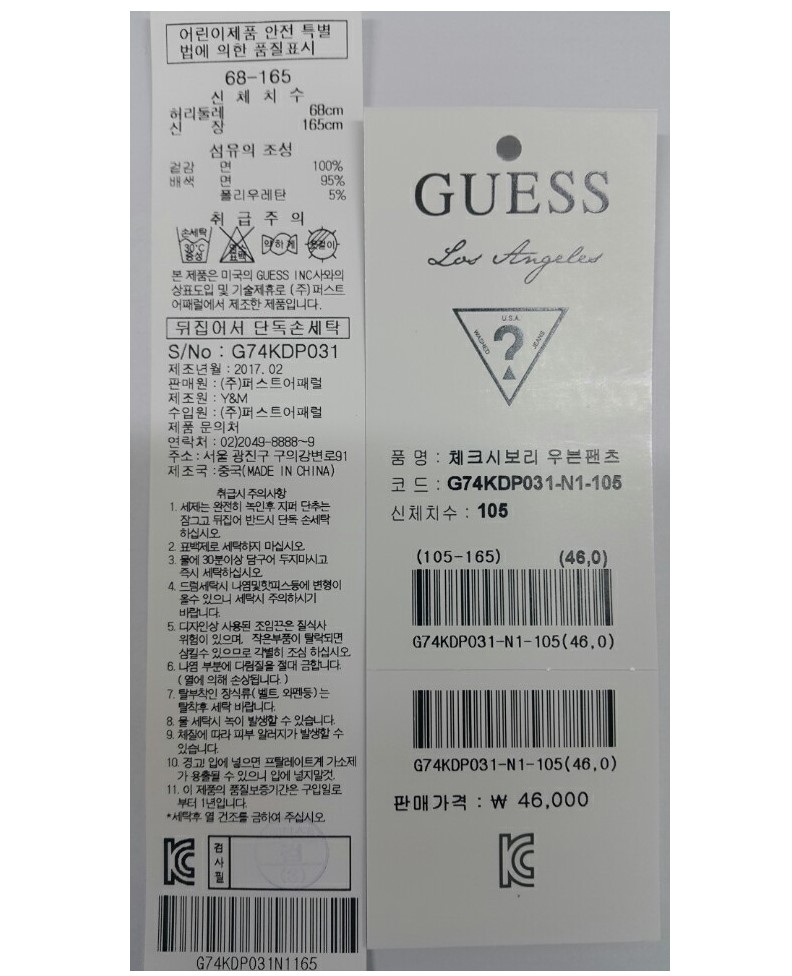 어린이제품 안전 특별
법에 의한 품질표시
68-165
신 체 치 수
허리둘레 68cm
신 장 165cm
섬유의 조성
겉감 면 100%
배색 면 95%
폴리우레탄 5%
취 급 주 의
손세탁
30℃
중성
염소
표백
약하게
옷걸이
본 제품은 미국의 GUESS INC사와의
상표도입 및 기술제휴로 (주)퍼스트
어패럴에서 제조한 제품입니다.
뒤집어서 단독손세탁
S/No : G74KDP031
제조년월 : 2017. 02
판매원 : (주)퍼스트어패럴
제조원 : Y&M
수입원 : (주)퍼스트어패럴
제품 문의처
연락처 : 02)2049-8888~9
주소 : 서울 광진구 구의강변로91
제조국 : 중국(MADE IN CHINA)
취급시 주의사항
1. 세제는 완전히 녹인후 지퍼 단추는
잠그고 뒤집어 반드시 단독 손세탁
하십시오.
2. 표백제로 세탁하지 마십시오.
3. 물에 30분이상 담구어 두지마시고
즉시 세탁하십시오.
4. 드럼세탁시 나염및핫피스등에 변형이
올수 있으니 세탁시 주의하시기
바랍니다.
5. 디자인상 사용된 조임끈은 질식사
위험이 있으며, 작은부품이 탈락되면
삼킬수 있으므로 각별히 조심 하십시오.
6. 나염 부분에 다림질을 절대 금합니다.
(열에 의해 손상됩니다.)
7. 탈부착인 장식류(벨트, 와펜등)는
탈착후 세탁 바랍니다.
8. 물 세탁시 녹이 발생할 수 있습니다.
9. 체질에 따라 피부 알러지가 발생할 수
있습니다.
10. 경고! 입에 넣으면 프탈레이트계 가소제
가 용출될 수 있으니 입에 넣지말것.
11. 이 제품의 품질보증기간은 구입일로
부터 1년입니다.
*세탁후 열 건조를 금하여 주십시오.
검사필
G74KDP031N1165
GUESS
Los Angeles
U.S.A.
WASHED
JEANS
?
품 명 : 체크시보리 우븐팬츠
코 드 : G74KDP031-N1-105
신체치수 : 105
(105-165) (46,0)
G74KDP031-N1-105(46,0)
G74KDP031-N1-105(46,0)
판매가격 : ₩ 46,000